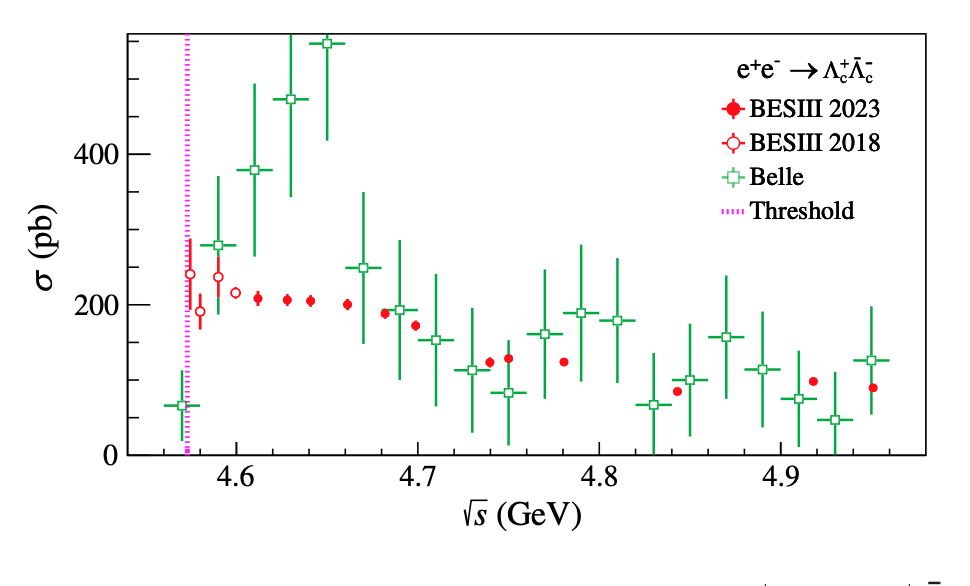 e⁺e⁻ → Λc⁺Λ̄c⁻
BESIII 2023
BESIII 2018
Belle
Threshold
400
200
0
σ (pb)
4.6 4.7 4.8 4.9
√s (GeV)